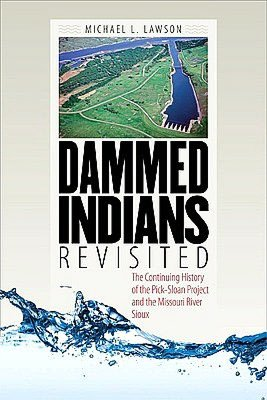 MICHAEL L. LAWSON
DAMMED
INDIANS
REVISITED
The Continuing History
of the Pick-Sloan Project
and the Missouri River
Sioux